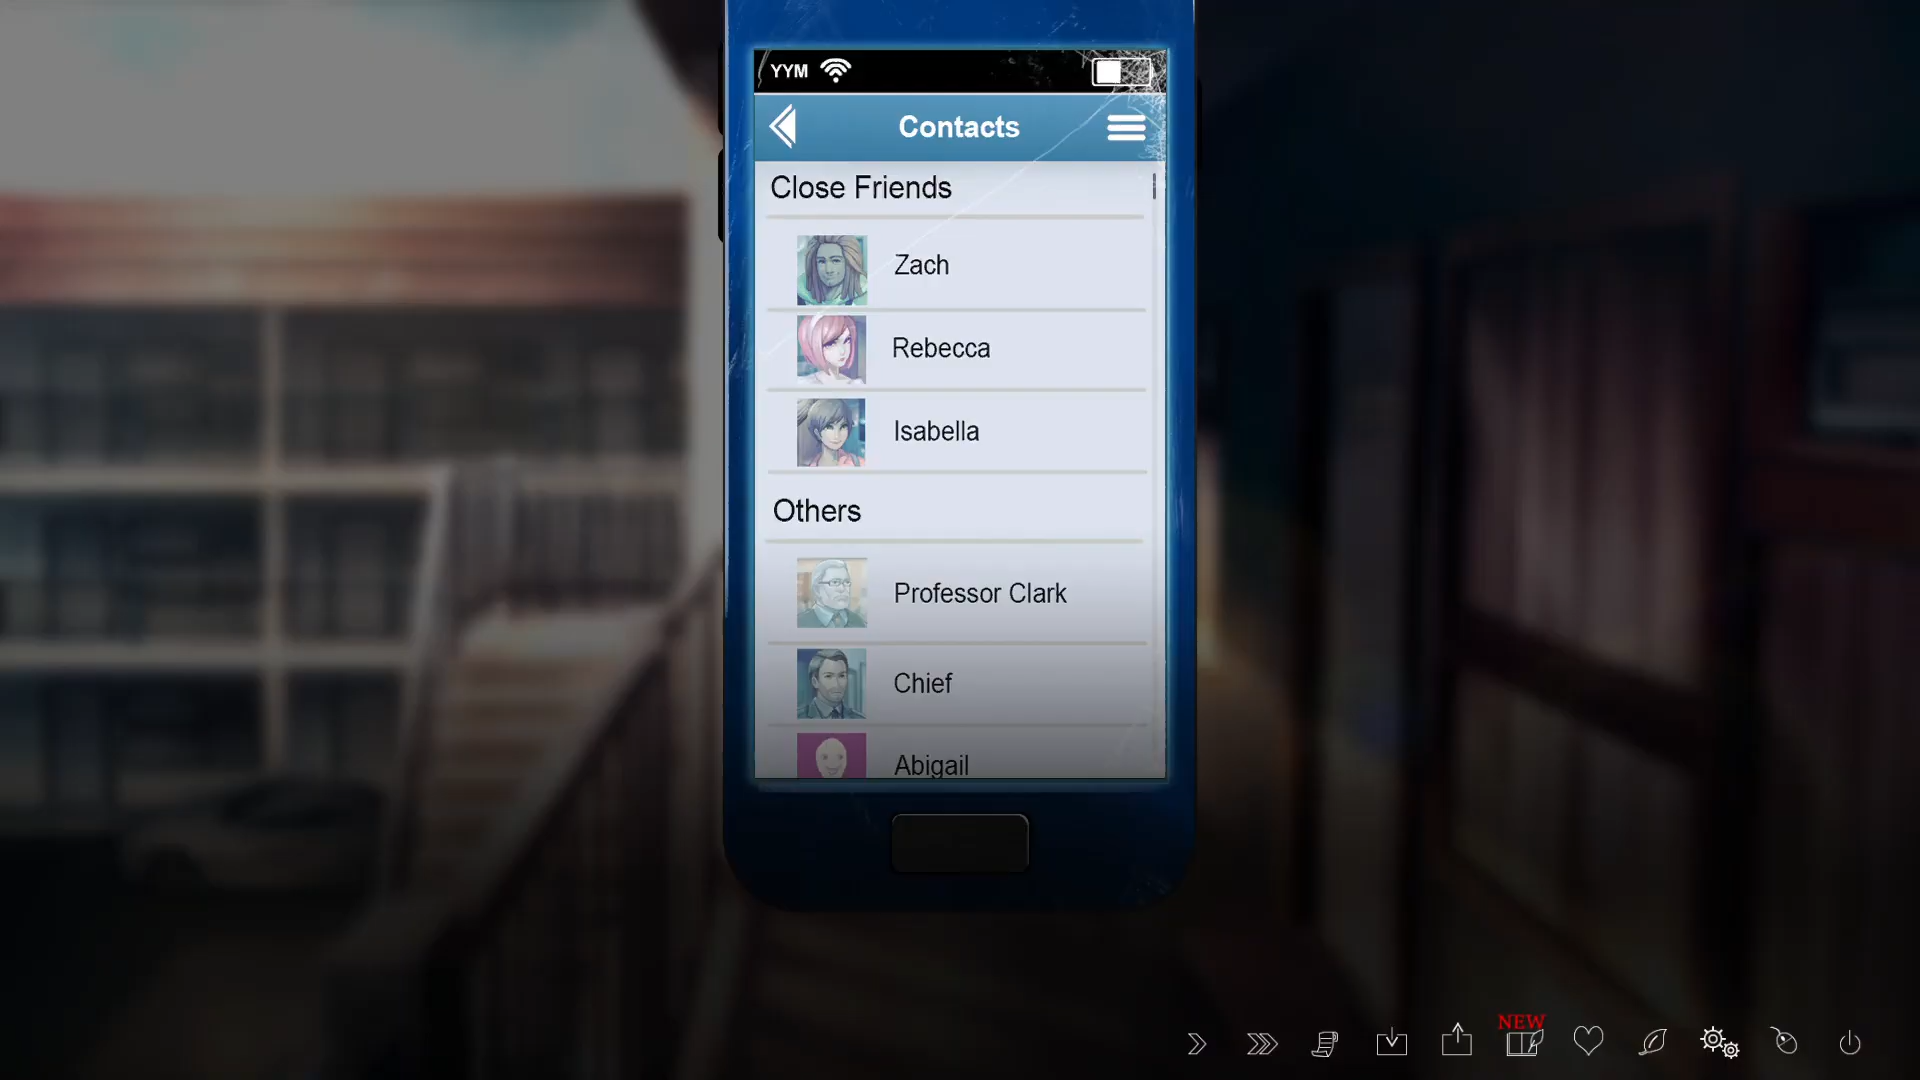 YYM
Contacts
Close Friends
Zach
Rebecca
Isabella
Others
Professor Clark
Chief
Abigail
NEW